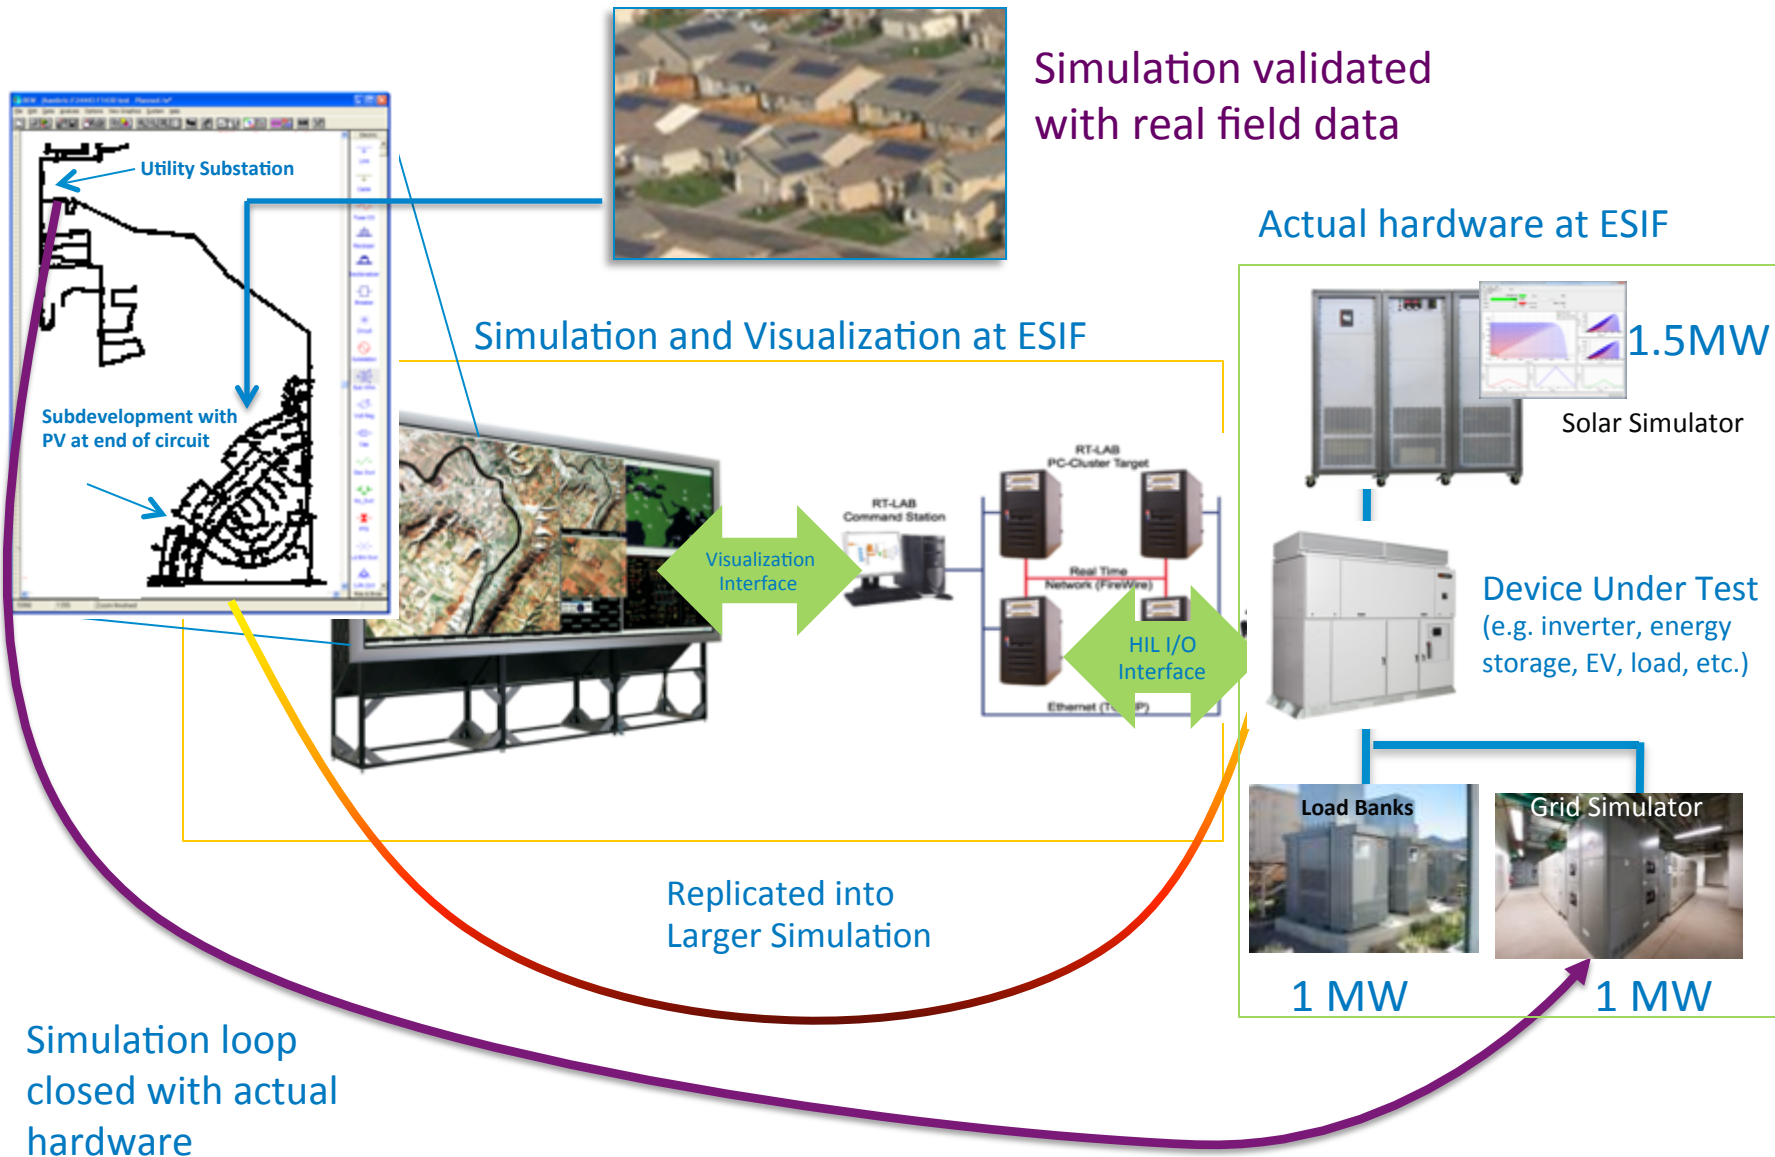 Simulation validated
with real field data
Utility Substation
Subdevelopment with
PV at end of circuit
Actual hardware at ESIF
Simulation and Visualization at ESIF
1.5MW
Solar Simulator
RT-LAB
PC-Cluster Target
RT-LAB
Command Station
Visualization
Interface
Real Time
Network (FireWire)
HIL I/O
Interface
Ethernet
Device Under Test
(e.g. inverter, energy
storage, EV, load, etc.)
Load Banks
Grid Simulator
1 MW
1 MW
Replicated into
Larger Simulation
Simulation loop
closed with actual
hardware